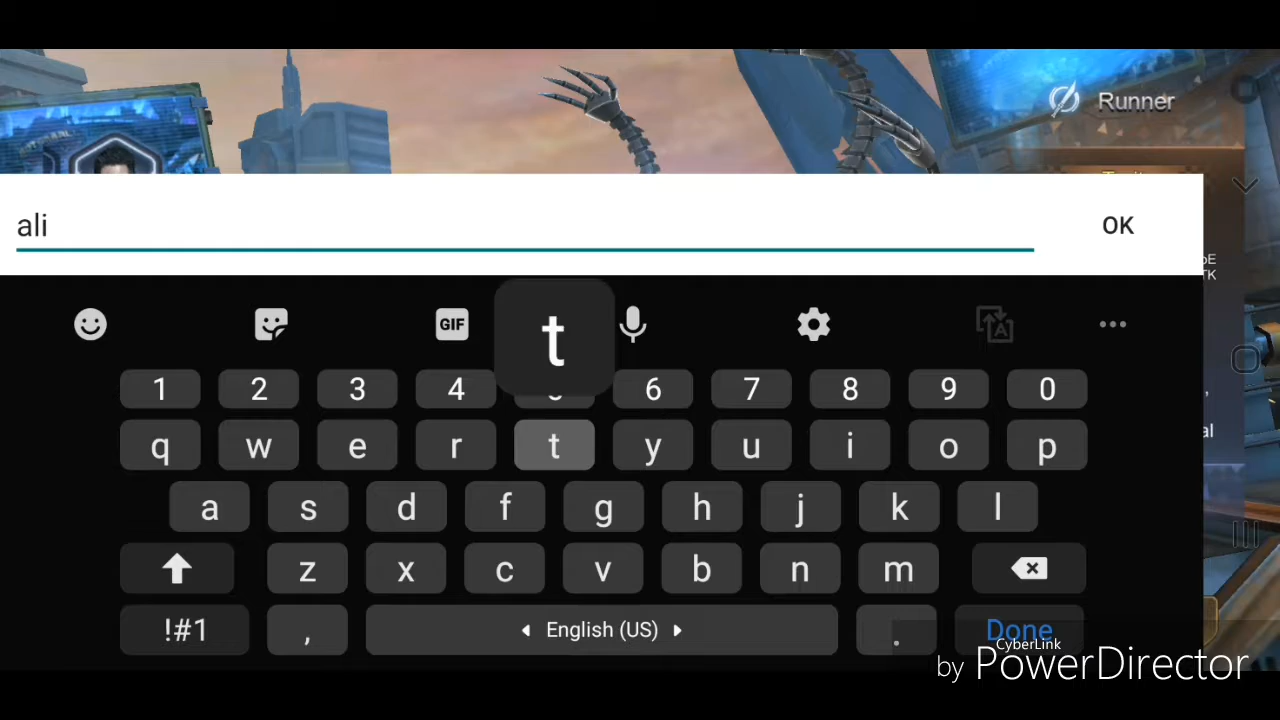 Runner
ali
OK
GIF
t
1 2 3 4 6 7 8 9 0
q w e r t y u i o p
a s d f g h j k l
z x c v b n m
!#1 , English (US) . Done
CyberLink
by PowerDirector